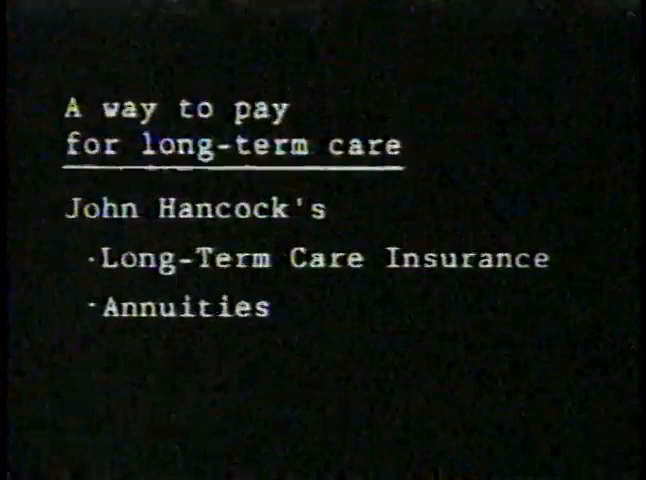 A way to pay
for long-term care
John Hancock's
·Long-Term Care Insurance
·Annuities